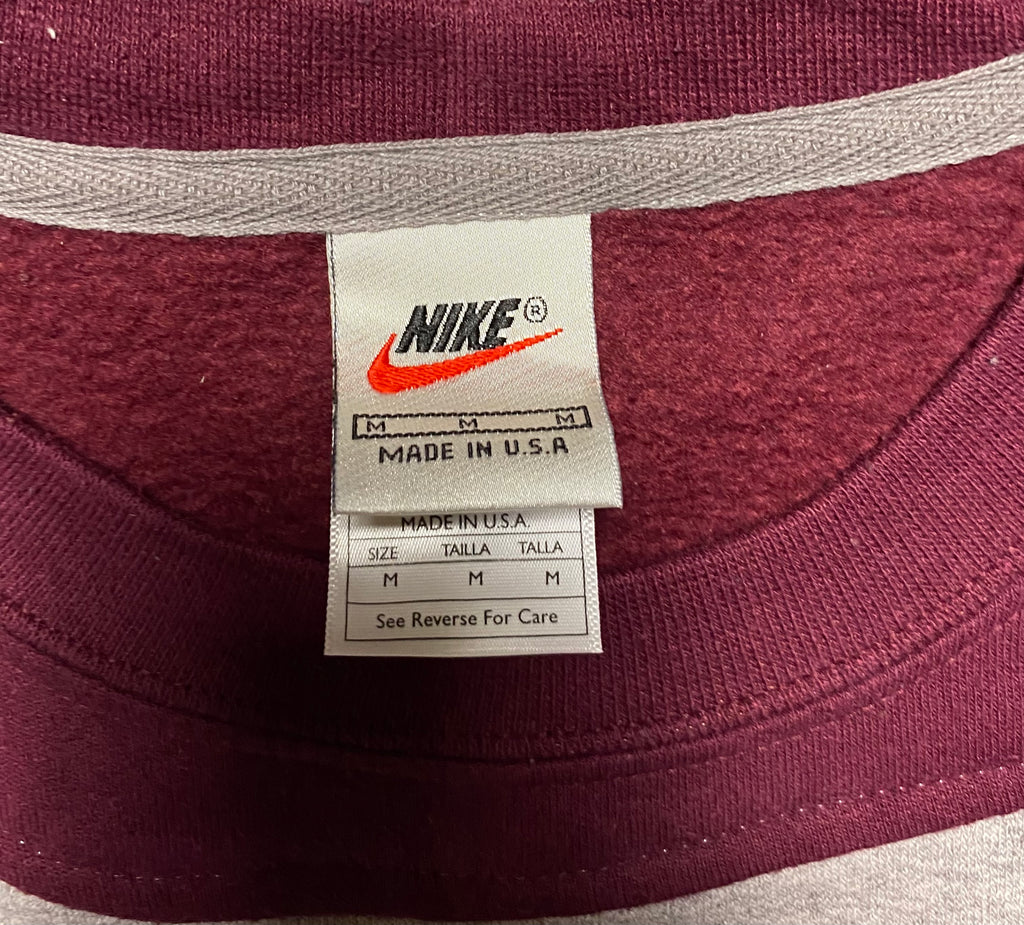 NIKE®
M M M
MADE IN U.S.A
MADE IN U.S.A.
SIZE TAILLA TALLA
M M M
See Reverse For Care